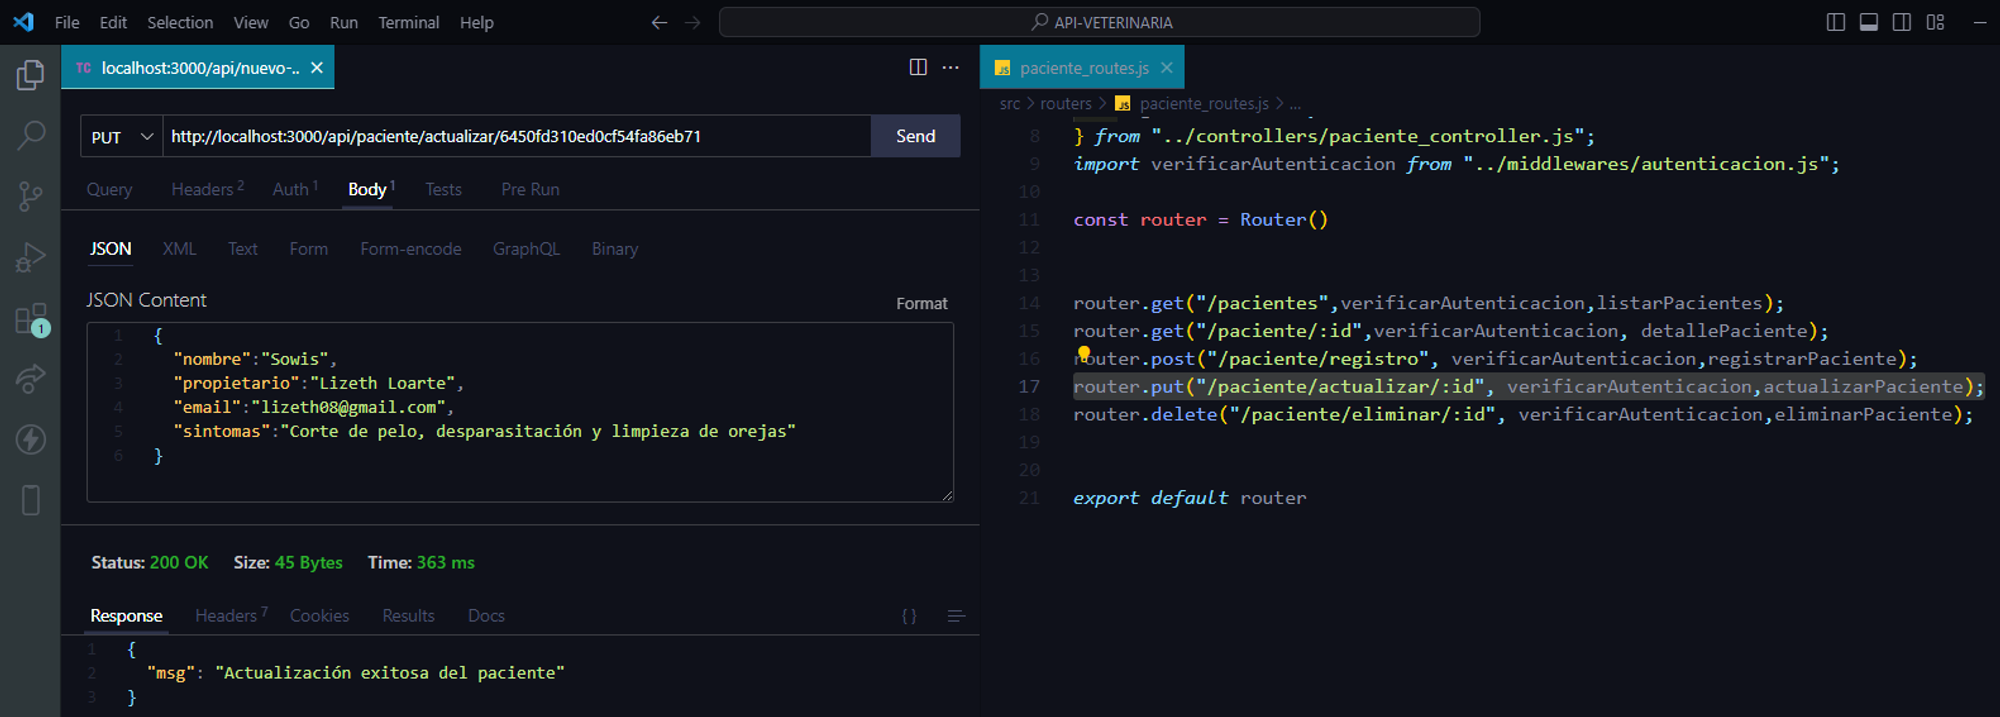 File Edit Selection View Go Run Terminal Help
API-VETERINARIA
TC localhost:3000/api/nuevo-..
PUT http://localhost:3000/api/paciente/actualizar/6450fd310ed0cf54fa86eb71 Send
Query Headers 2 Auth 1 Body 1 Tests Pre Run
JSON XML Text Form Form-encode GraphQL Binary
JSON Content Format
1 {
2 "nombre":"Sowis",
3 "propietario":"Lizeth Loarte",
4 "email":"lizeth08@gmail.com",
5 "sintomas":"Corte de pelo, desparasitación y limpieza de orejas"
6 }
Status: 200 OK Size: 45 Bytes Time: 363 ms
Response Headers 7 Cookies Results Docs
{}
1 {
2 "msg": "Actualización exitosa del paciente"
3 }
1
JS paciente_routes.js
src > routers > JS paciente_routes.js > ...
8 } from "../controllers/paciente_controller.js";
9 import verificarAutenticacion from "../middlewares/autenticacion.js";
10
11 const router = Router()
12
13
14 router.get("/pacientes",verificarAutenticacion,listarPacientes);
15 router.get("/paciente/:id",verificarAutenticacion, detallePaciente);
16 router.post("/paciente/registro", verificarAutenticacion,registrarPaciente);
17 router.put("/paciente/actualizar/:id", verificarAutenticacion,actualizarPaciente);
18 router.delete("/paciente/eliminar/:id", verificarAutenticacion,eliminarPaciente);
19
20
21 export default router